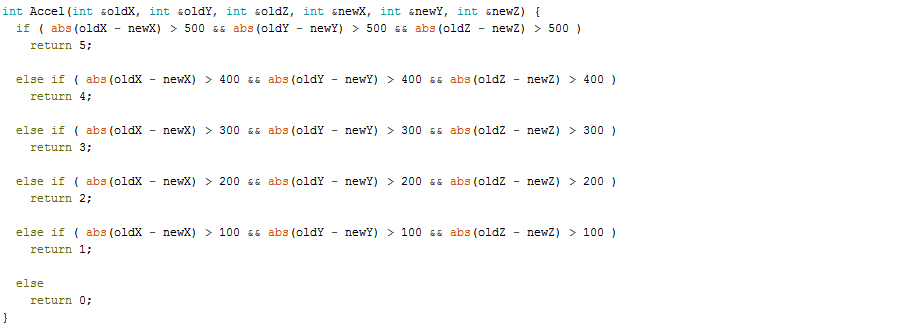 int Accel(int &oldX, int &oldY, int &oldZ, int &newX, int &newY, int &newZ) {
if ( abs(oldX - newX) > 500 && abs(oldY - newY) > 500 && abs(oldZ - newZ) > 500 )
return 5;
else if ( abs(oldX - newX) > 400 && abs(oldY - newY) > 400 && abs(oldZ - newZ) > 400 )
return 4;
else if ( abs(oldX - newX) > 300 && abs(oldY - newY) > 300 && abs(oldZ - newZ) > 300 )
return 3;
else if ( abs(oldX - newX) > 200 && abs(oldY - newY) > 200 && abs(oldZ - newZ) > 200 )
return 2;
else if ( abs(oldX - newX) > 100 && abs(oldY - newY) > 100 && abs(oldZ - newZ) > 100 )
return 1;
else
return 0;
}